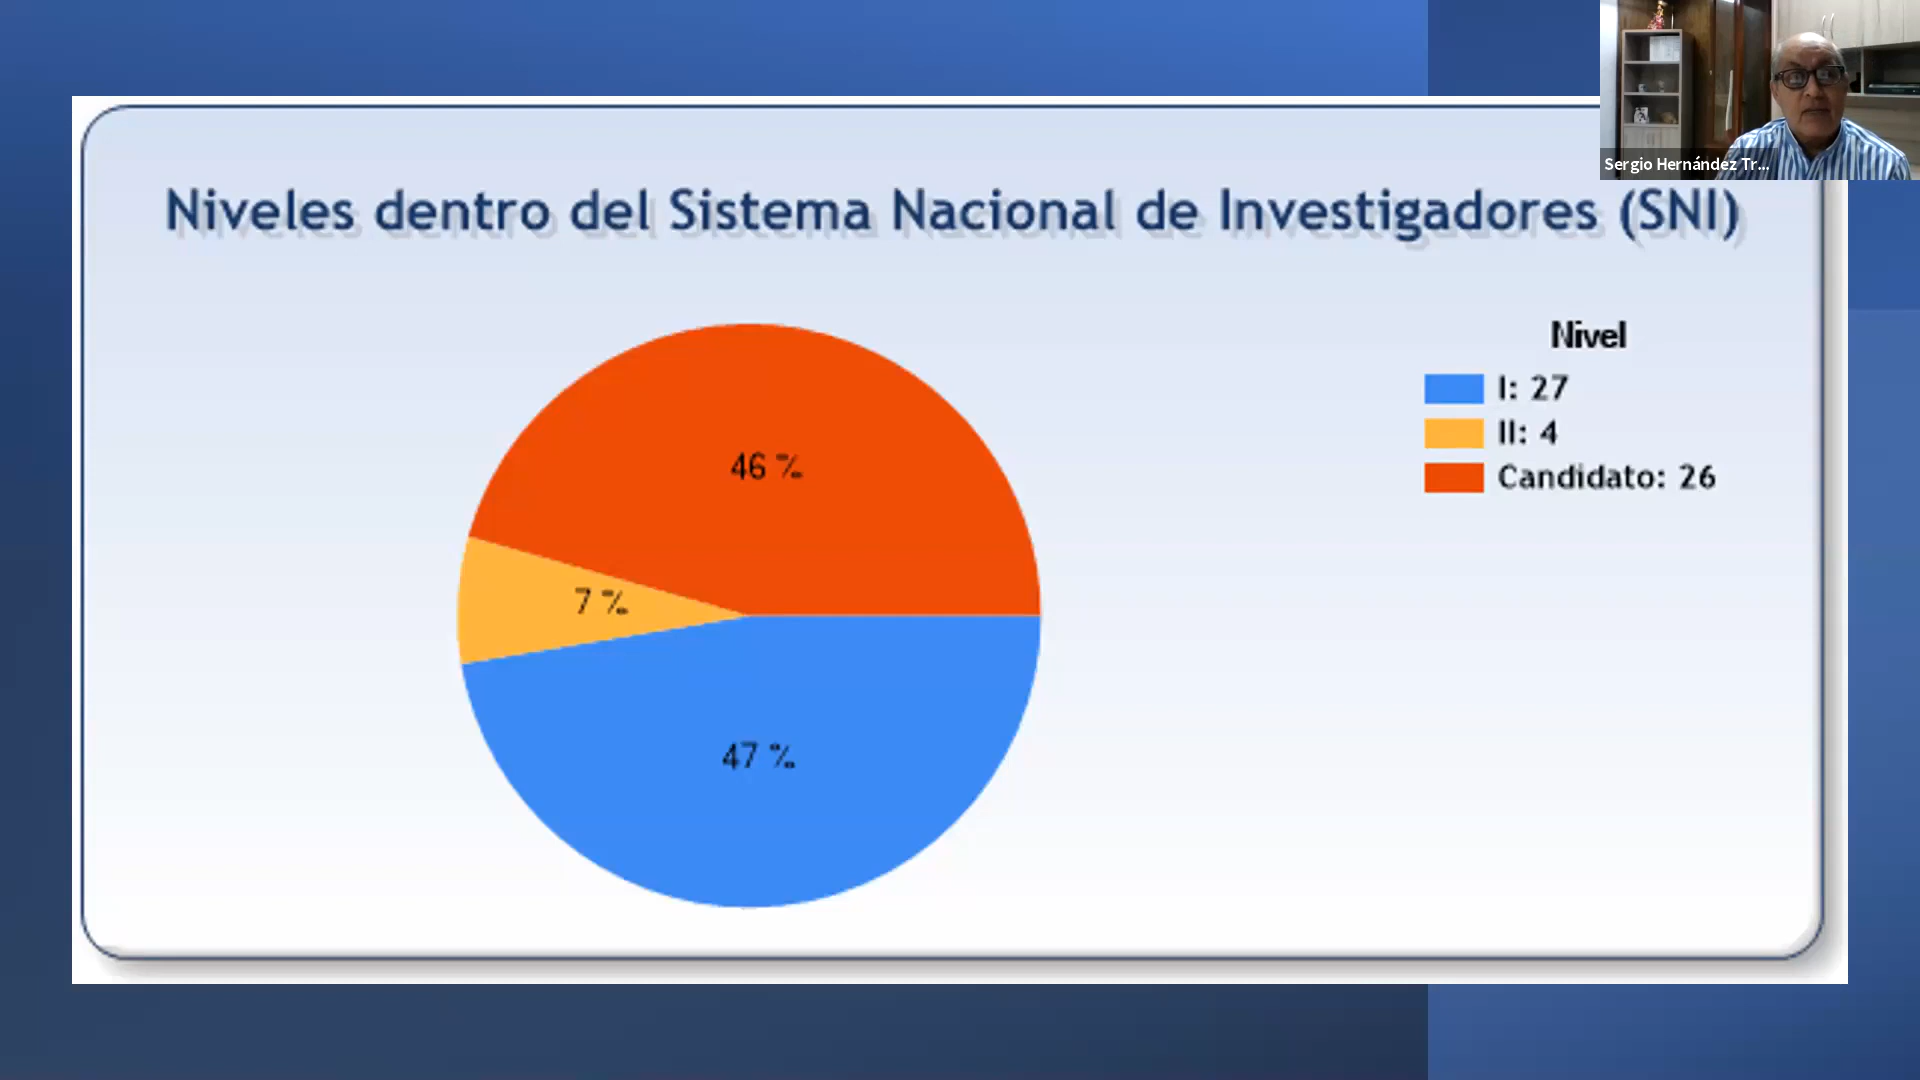 Sergio Hernández Tr...
Niveles dentro del Sistema Nacional de Investigadores (SNI)
Nivel
I: 27
II: 4
Candidato: 26
46 %
7 %
47 %